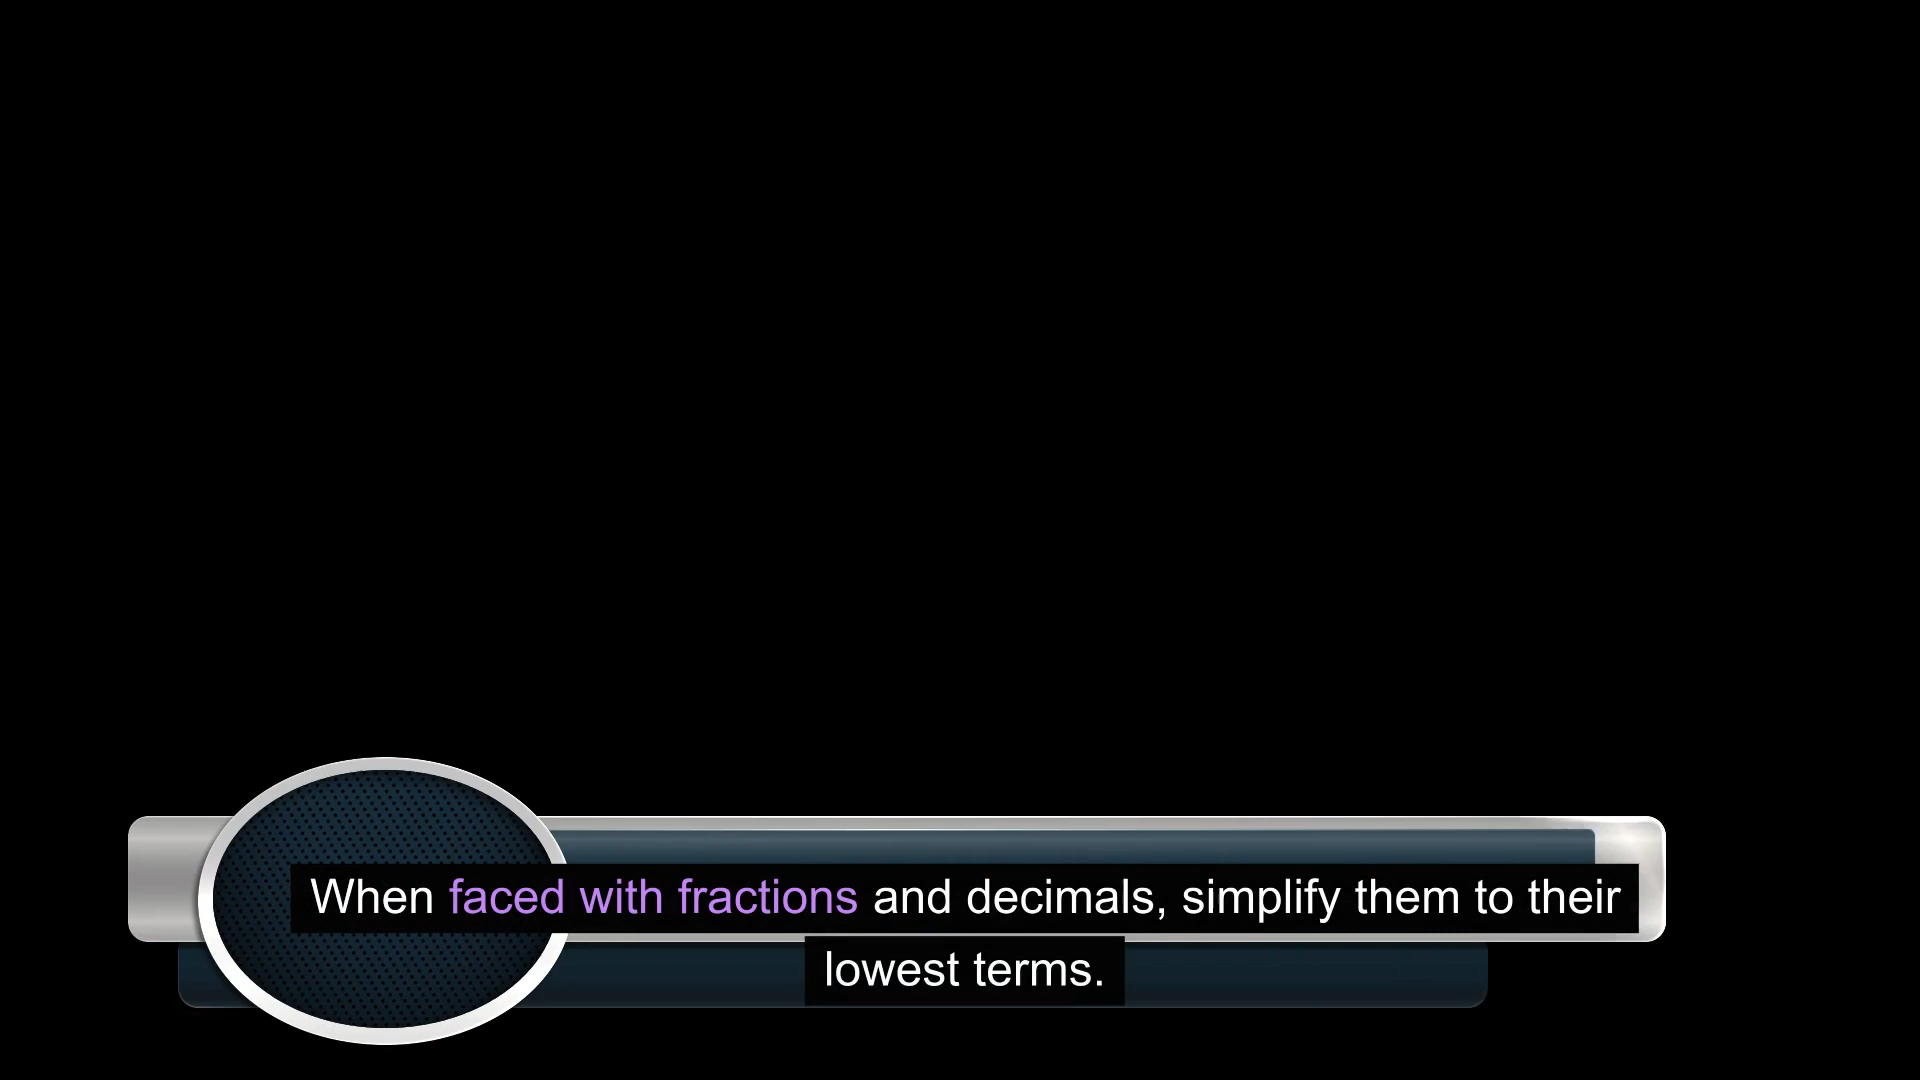 When faced with fractions and decimals, simplify them to their
lowest terms.